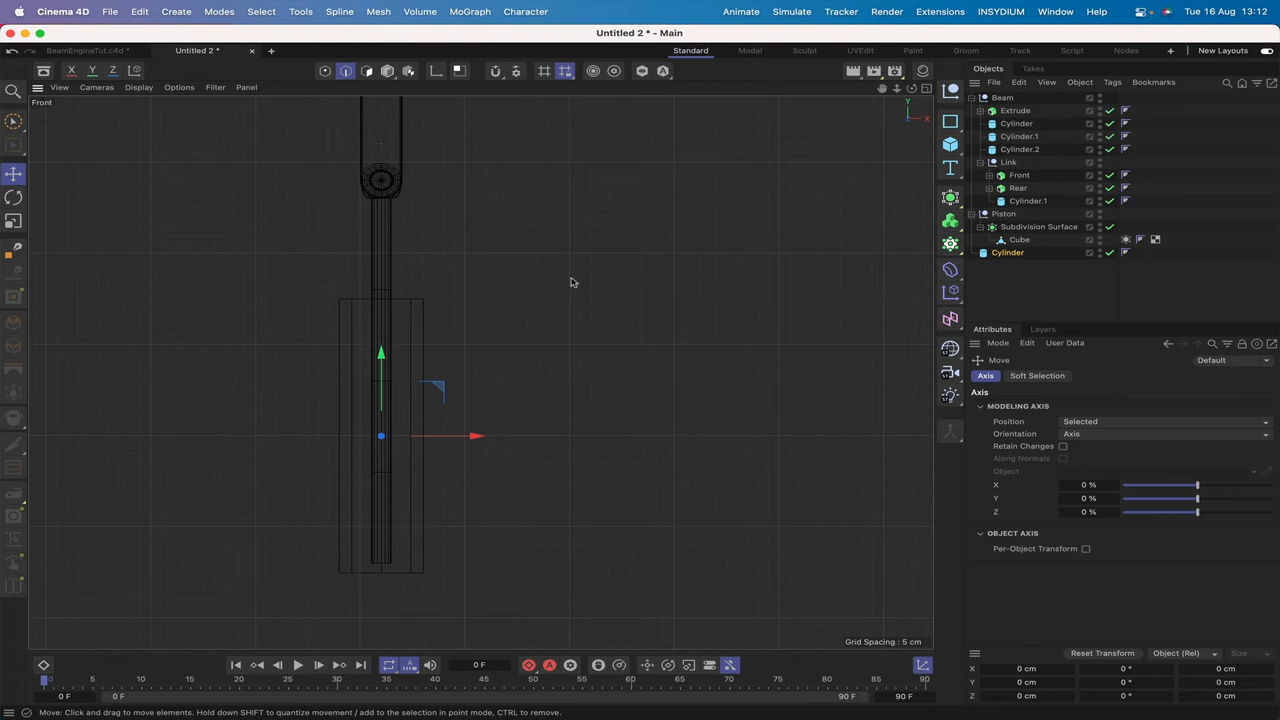 Cinema 4D File Edit Create Modes Select Tools Spline Mesh Volume MoGraph Character Animate Simulate Tracker Render Extensions INSYDIUM Window Help Tue 16 Aug 13:12
Untitled 2 * - Main
BeamEngineTut.c4d * Untitled 2 * Standard Model Sculpt UVEdit Paint Groom Track Script Nodes New Layouts
X Y Z
Objects Takes
View Cameras Display Options Filter Panel
File Edit View Object Tags Bookmarks
Front
Y
X
Z
Beam
Extrude
Cylinder
Cylinder.1
Cylinder.2
Link
Front
Rear
Cylinder.1
Piston
Subdivision Surface
Cube
Cylinder
Attributes Layers
Mode Edit User Data
Move Default
Axis Soft Selection
Axis
MODELING AXIS
Position Selected
Orientation Axis
Retain Changes
Along Normals
Object
X 0 %
Y 0 %
Z 0 %
OBJECT AXIS
Per-Object Transform
Grid Spacing : 5 cm
Reset Transform Object (Rel) Size
0 F
X 0 cm 0 ° 0 cm
Y 0 cm 0 ° 0 cm
Z 0 cm 0 ° 0 cm
0 5 10 15 20 25 30 35 40 45 50 55 60 65 70 75 80 85 90
0 F 0 F 90 F 90 F
Move: Click and drag to move elements. Hold down SHIFT to quantize movement / add to the selection in point mode, CTRL to remove.